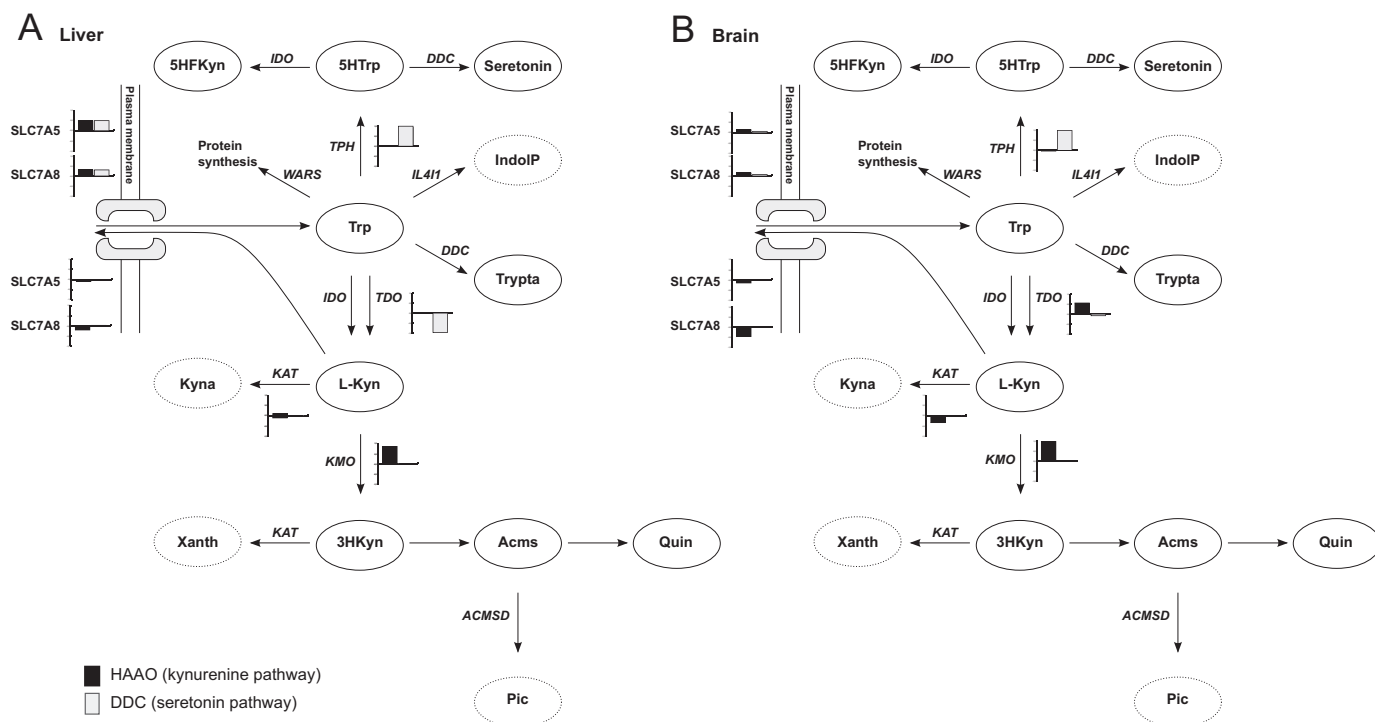 A Liver
5HFKyn
IDO
5HTrp
DDC
Seretonin
Plasma membrane
SLC7A5
SLC7A8
Protein
synthesis
WARS
TPH
IL4I1
IndolP
Trp
DDC
Trypta
SLC7A5
SLC7A8
IDO
TDO
Kyna
KAT
L-Kyn
KMO
Xanth
KAT
3HKyn
Acms
Quin
ACMSD
Pic
HAAO (kynurenine pathway)
DDC (seretonin pathway)
B Brain
5HFKyn
IDO
5HTrp
DDC
Seretonin
Plasma membrane
SLC7A5
SLC7A8
Protein
synthesis
WARS
TPH
IL4I1
IndolP
Trp
DDC
Trypta
SLC7A5
SLC7A8
IDO
TDO
Kyna
KAT
L-Kyn
KMO
Xanth
KAT
3HKyn
Acms
Quin
ACMSD
Pic